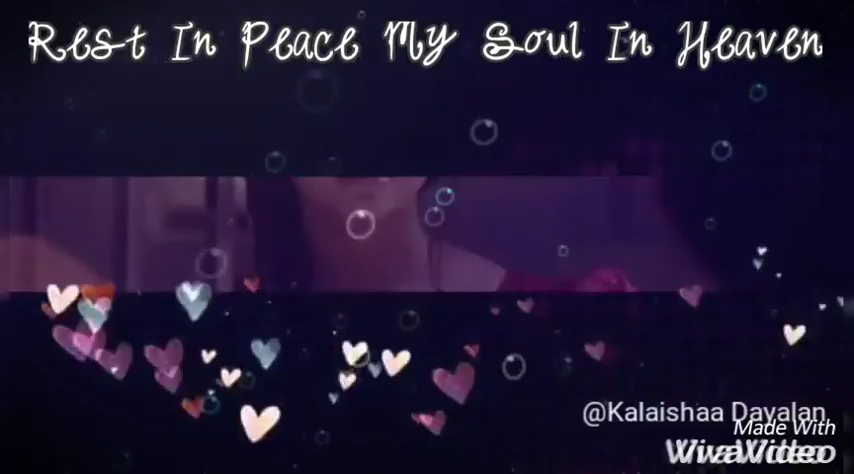 Rest In Peace My Soul In Heaven
@Kalaishaa Dayalan
Made With
VivaVideo